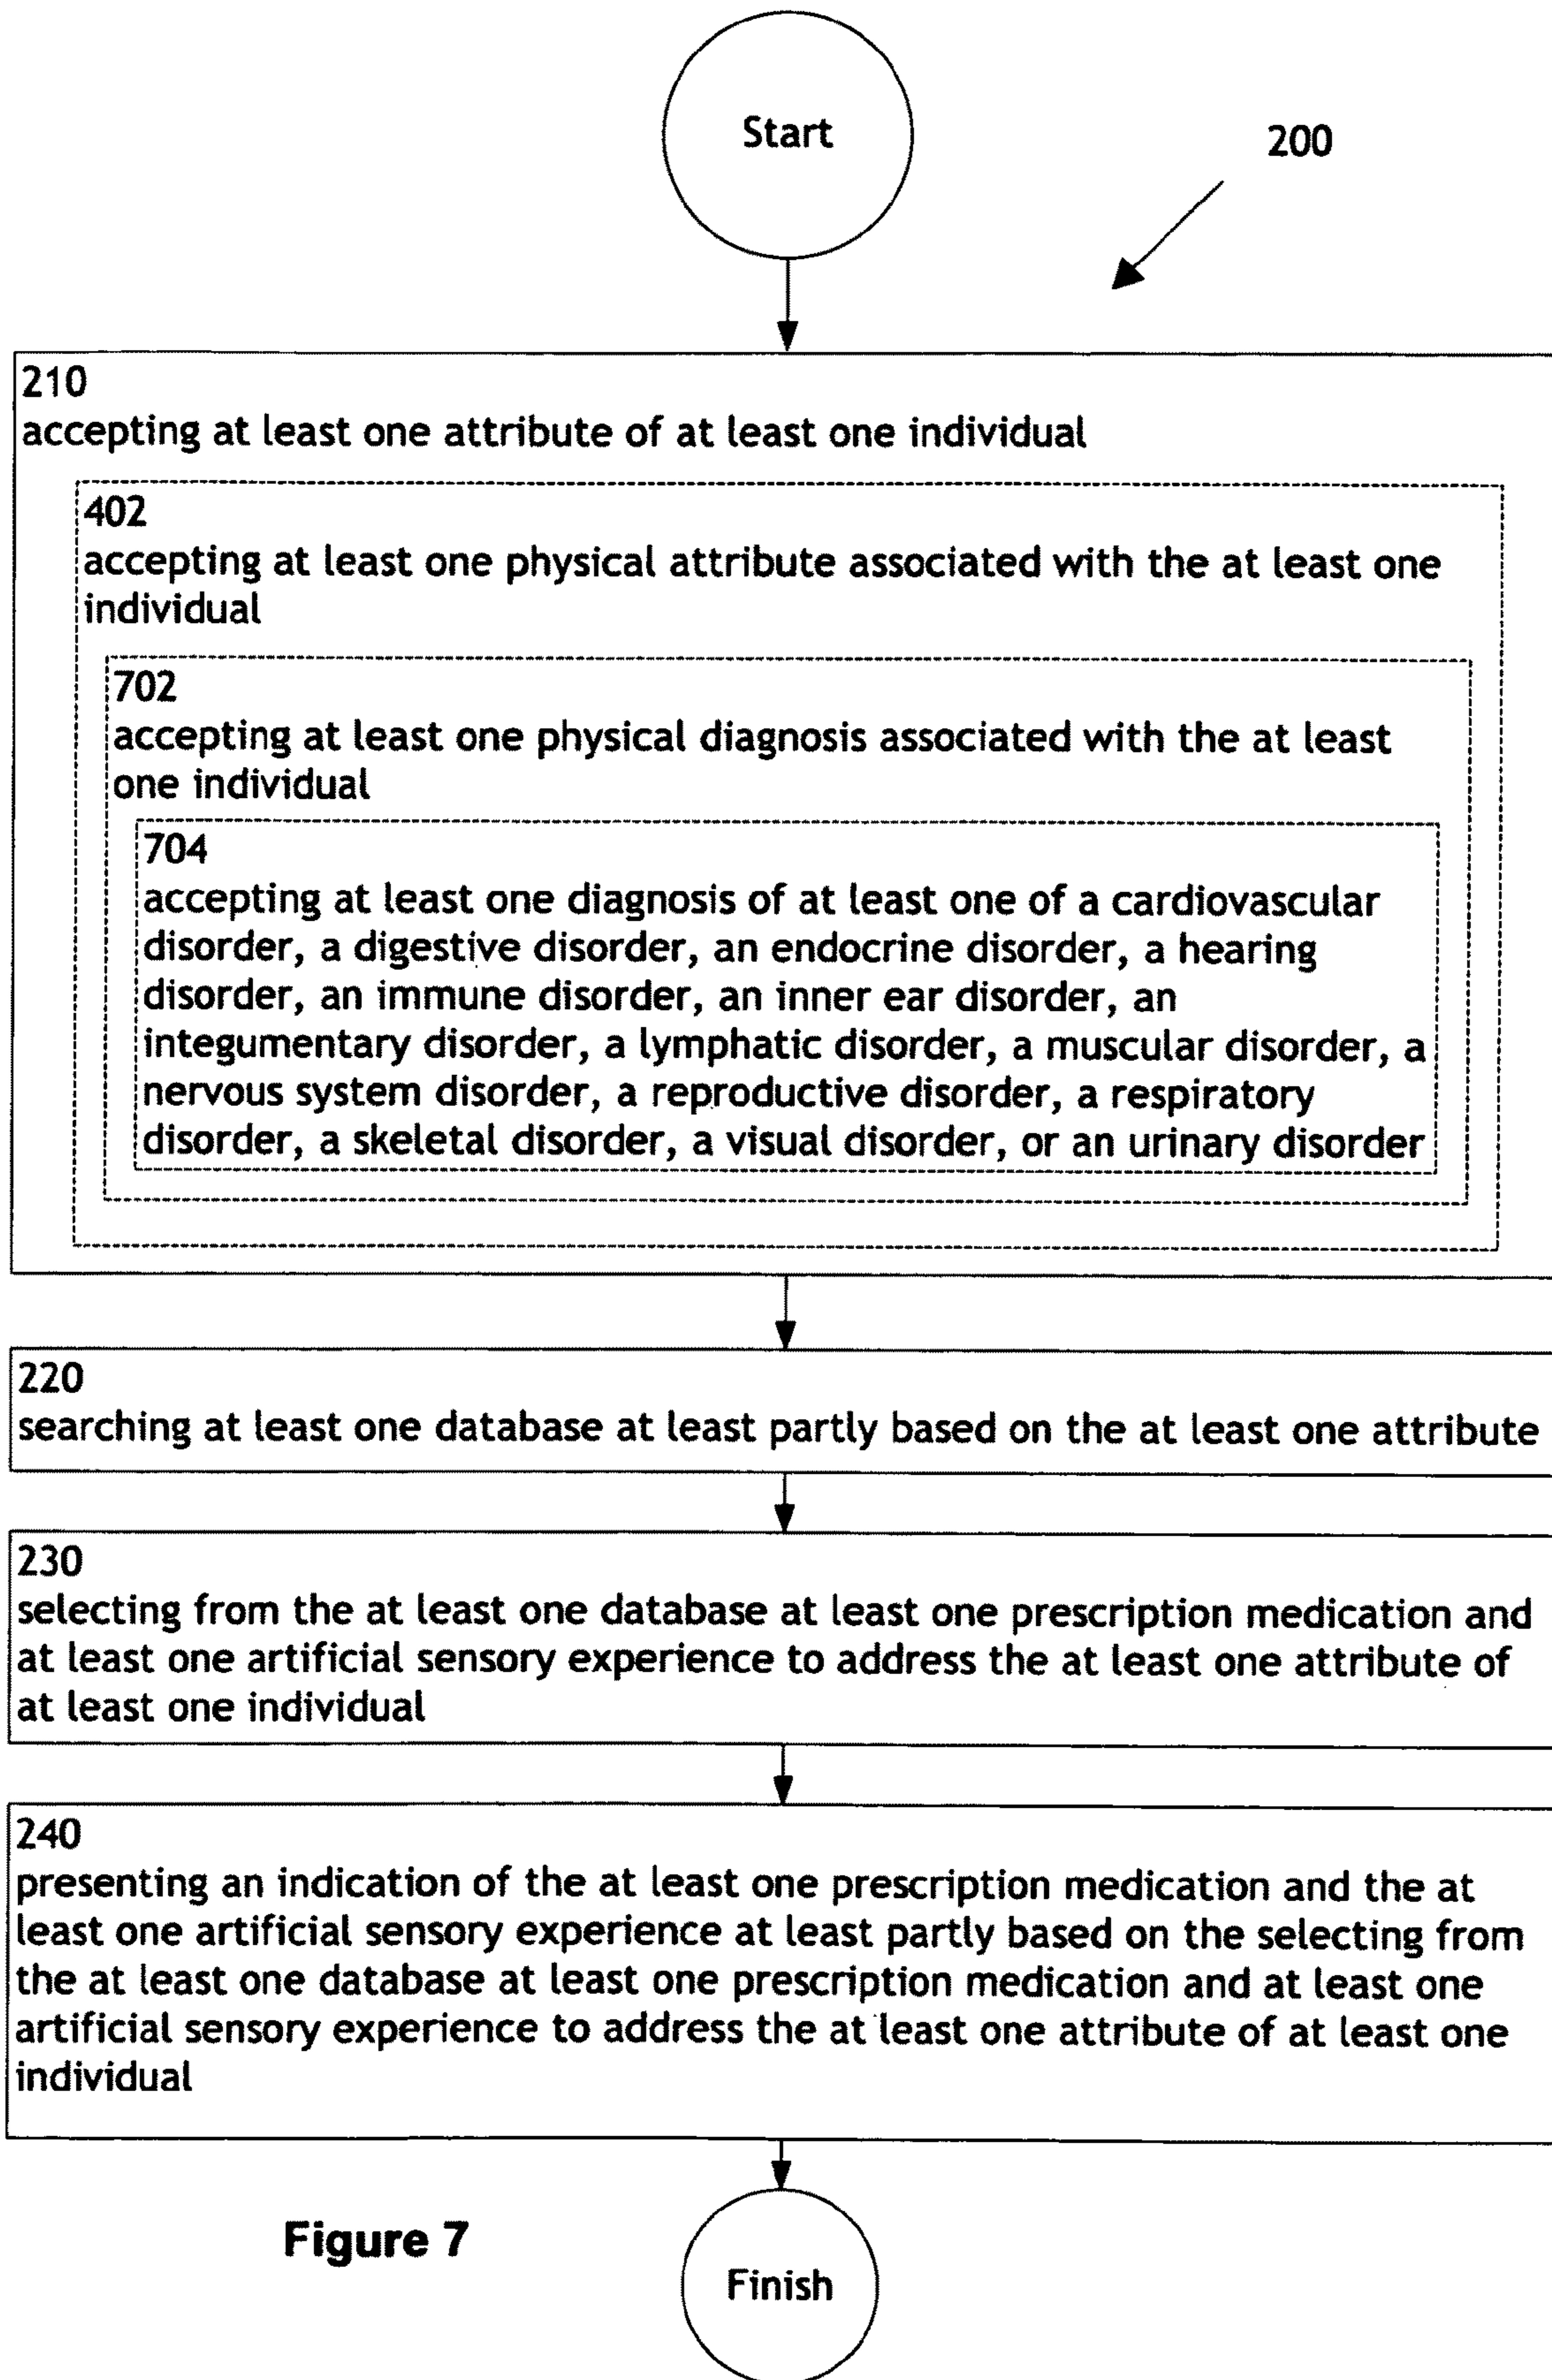 Start
200
210
accepting at least one attribute of at least one individual
402
accepting at least one physical attribute associated with the at least one
individual
702
accepting at least one physical diagnosis associated with the at least
one individual
704
accepting at least one diagnosis of at least one of a cardiovascular
disorder, a digestive disorder, an endocrine disorder, a hearing
disorder, an immune disorder, an inner ear disorder, an
integumentary disorder, a lymphatic disorder, a muscular disorder, a
nervous system disorder, a reproductive disorder, a respiratory
disorder, a skeletal disorder, a visual disorder, or an urinary disorder
220
searching at least one database at least partly based on the at least one attribute
230
selecting from the at least one database at least one prescription medication and
at least one artificial sensory experience to address the at least one attribute of
at least one individual
240
presenting an indication of the at least one prescription medication and the at
least one artificial sensory experience at least partly based on the selecting from
the at least one database at least one prescription medication and at least one
artificial sensory experience to address the at least one attribute of at least one
individual
Figure 7
Finish